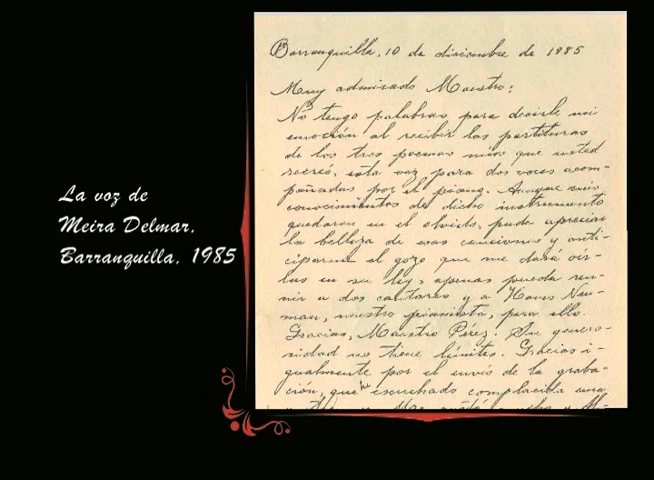 La voz de
Meira Delmar.
Barranquilla, 1985
Barranquilla, 10 de diciembre de 1985
Muy admirado Maestro:
No tengo palabras para decirle mi
emoción al recibir las partituras
de los tres poemas míos que usted
recreó, esta vez para dos voces acom-
pañadas por el piano. Aunque mis
conocimientos de dicho instrumento
quedaron en el olvido, pude apreciar
la belleza de esas canciones y anti-
ciparme al gozo que me dará oír-
las en su ley, apenas pueda reu-
nir a dos cantores y a Hans Neu-
man, nuestro pianista, para ello.
Gracias, Maestro Pérez. Su genero-
sidad no tiene límites. Gracias i-
gualmente por el envío de la graba-
ción, que he escuchado complacida una